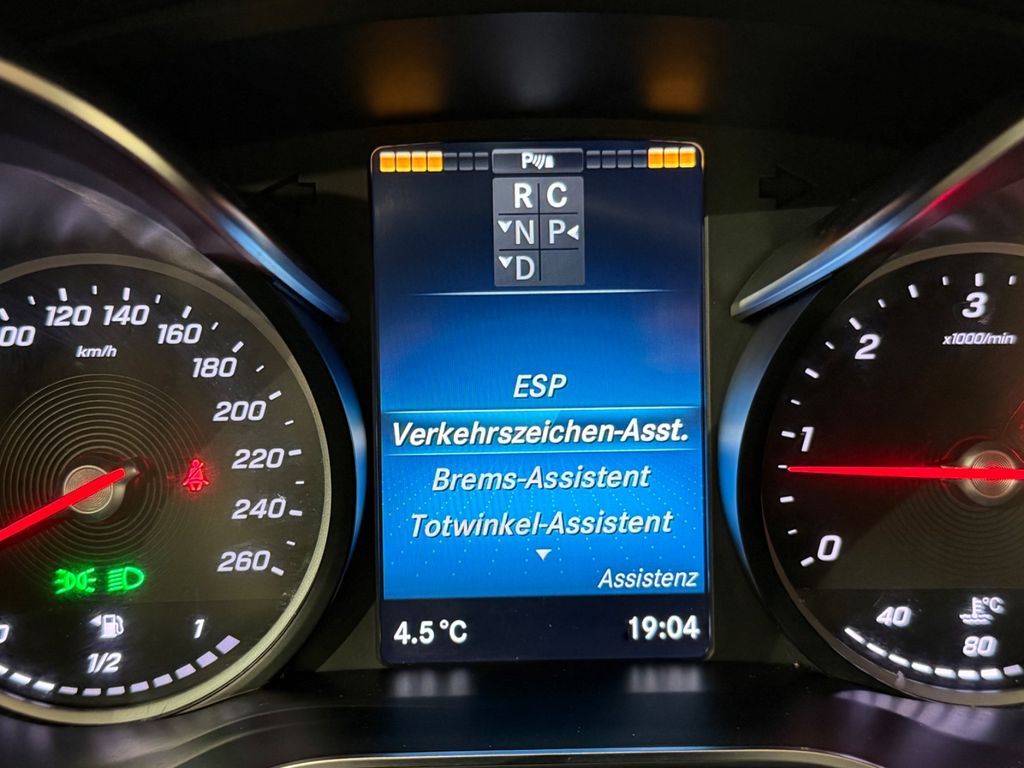 P
R C
N P
D
ESP
Verkehrszeichen-Asst.
Brems-Assistent
Totwinkel-Assistent
Assistenz
4.5 °C
19:04
120
140
160
180
200
220
240
260
km/h
1/2
1
3
2
1
0
x1000/min
40
80
°C